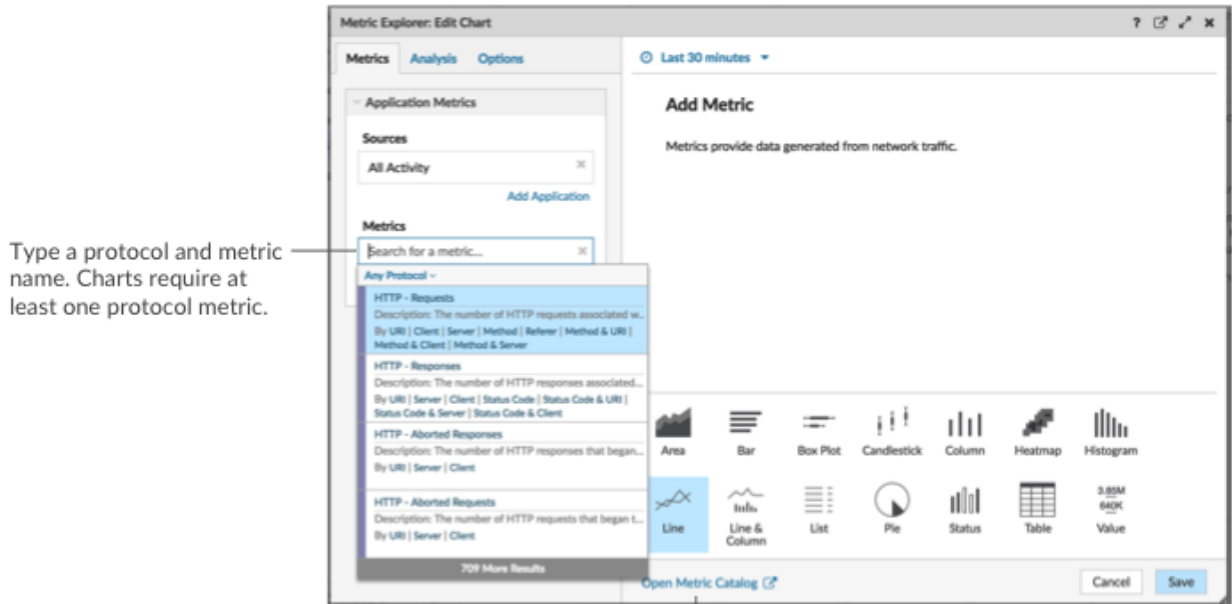 Metric Explorer: Edit Chart
?
Metrics Analysis Options
Last 30 minutes
Application Metrics
Sources
All Activity
Add Application
Metrics
Search for a metric...
Any Protocol
HTTP - Requests
Description: The number of HTTP requests associated w...
By URI | Client | Server | Method | Referer | Method & URI |
Method & Client | Method & Server
HTTP - Responses
Description: The number of HTTP responses associated...
By URI | Server | Client | Status Code | Status Code & URI |
Status Code & Server | Status Code & Client
HTTP - Aborted Responses
Description: The number of HTTP responses that began...
By URI | Server | Client
HTTP - Aborted Requests
Description: The number of HTTP requests that began t...
By URI | Server | Client
709 More Results
Type a protocol and metric
name. Charts require at
least one protocol metric.
Add Metric
Metrics provide data generated from network traffic.
Area Bar Box Plot Candlestick Column Heatmap Histogram
3.85M
640K
Line Line & Column List Pie Status Table Value
Open Metric Catalog
Cancel Save